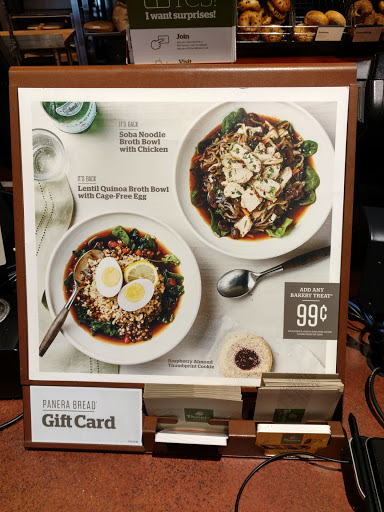 YES!
I want surprises!
Join
Visit
IT'S BACK
Soba Noodle
Broth Bowl
with Chicken
IT'S BACK
Lentil Quinoa Broth Bowl
with Cage-Free Egg
ADD ANY
BAKERY TREAT*
99¢
Raspberry Almond
Thumbprint Cookie
PANERA BREAD®
Gift Card